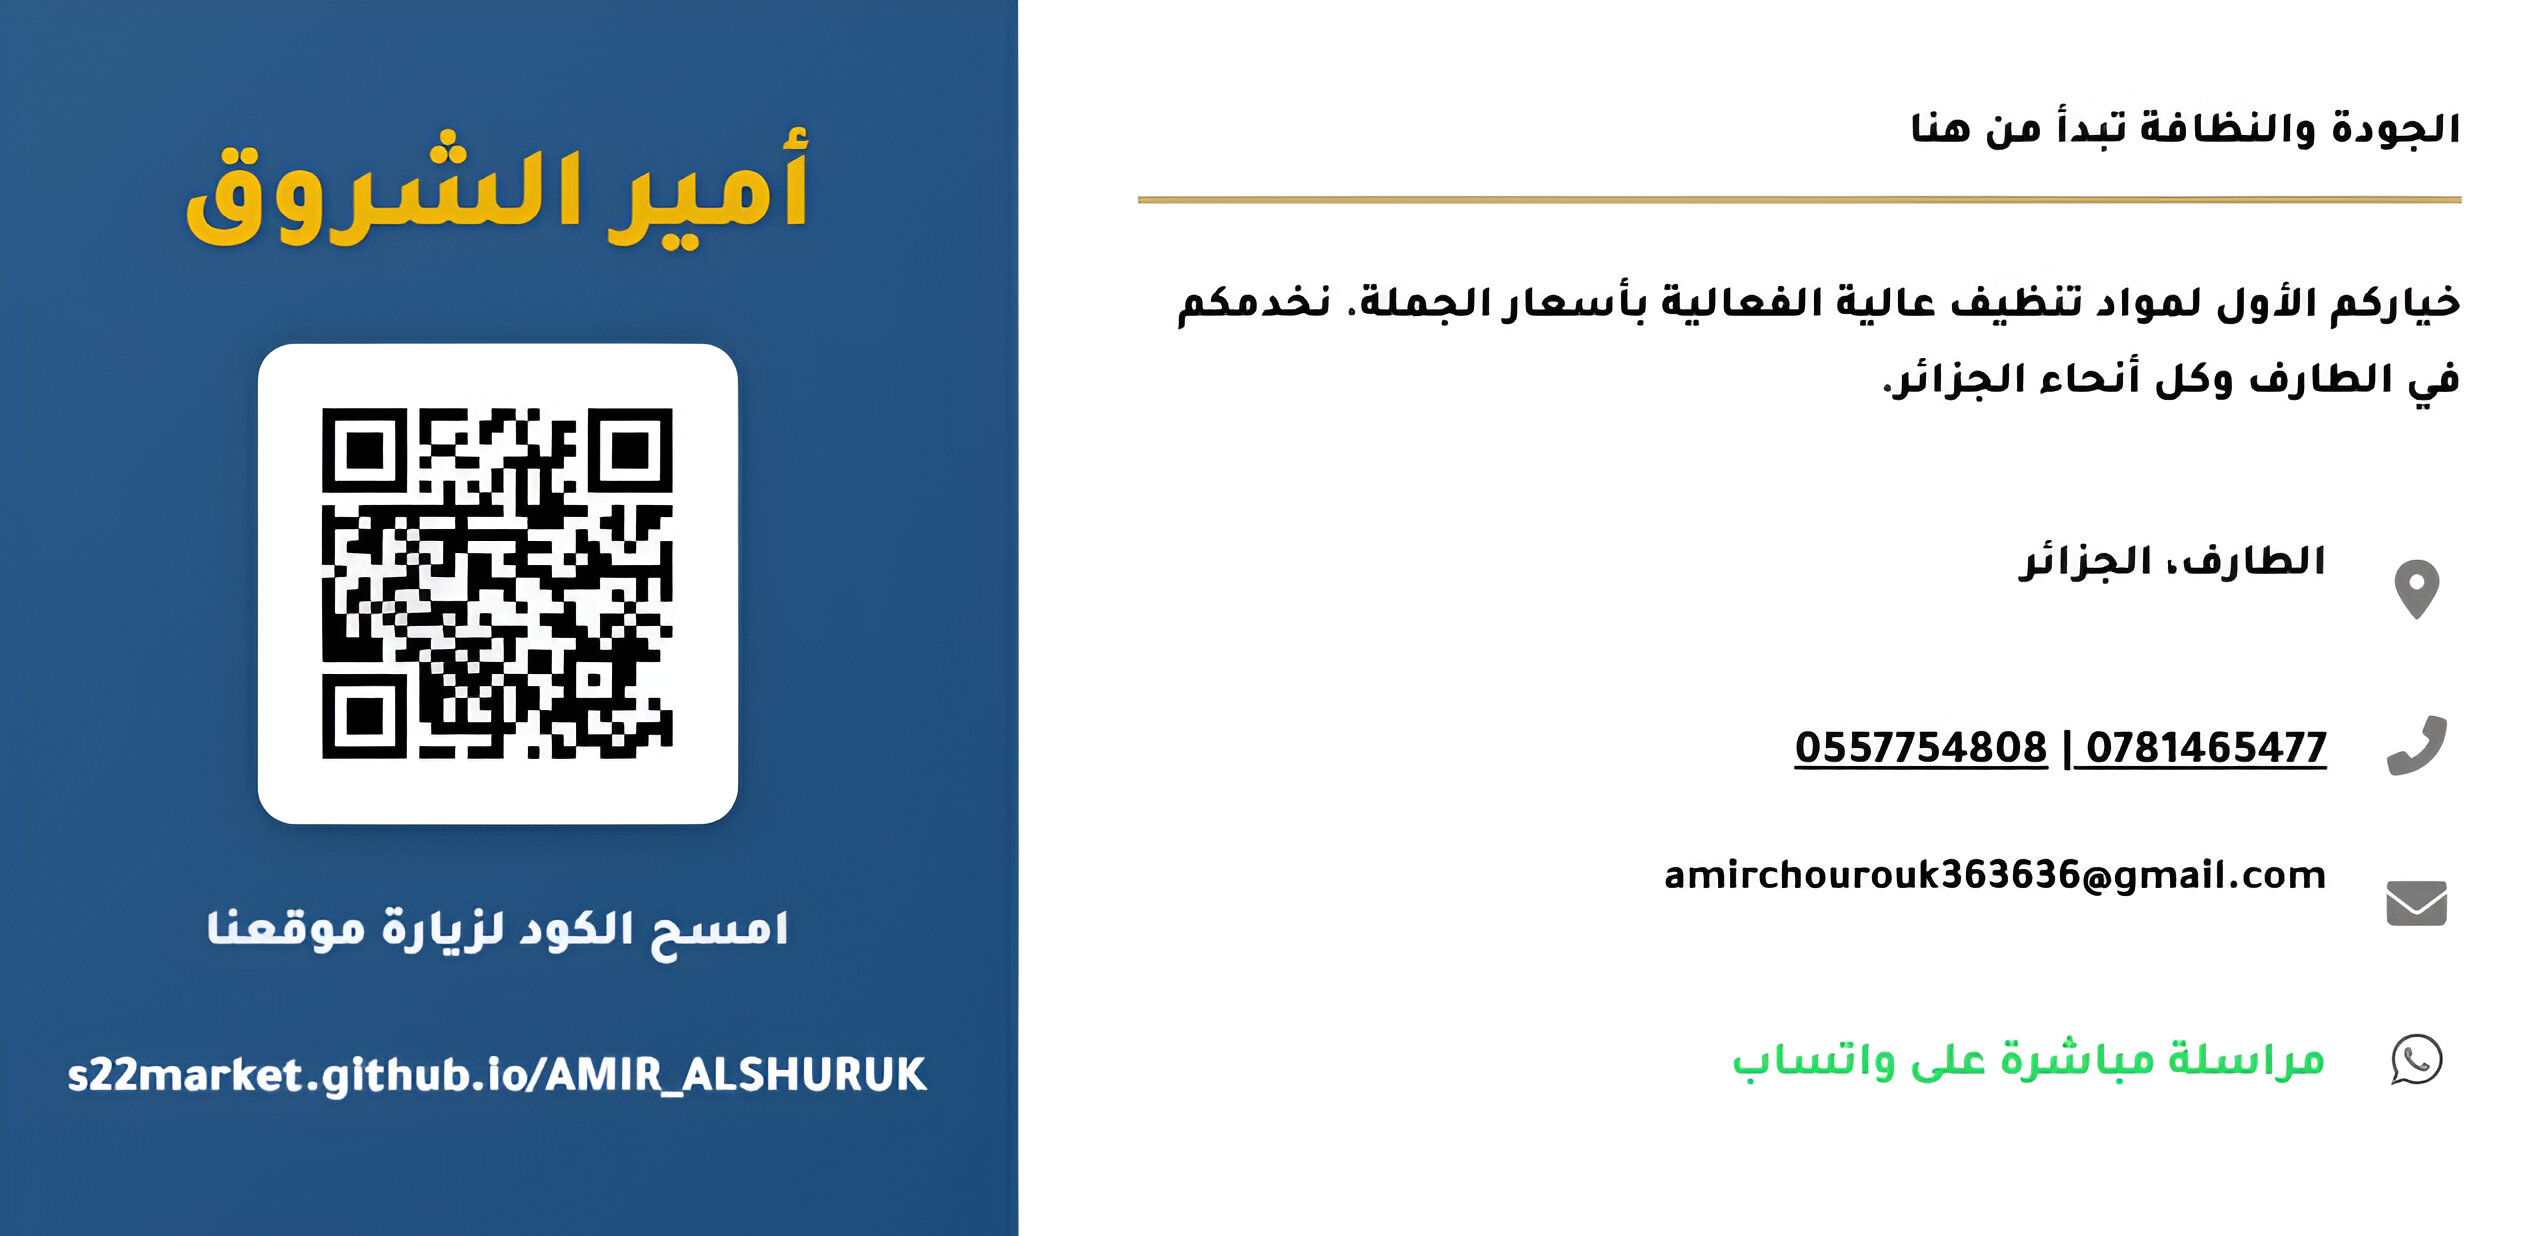 أمير الشروق
امسح الكود لزيارة موقعنا
s22market.github.io/AMIR_ALSHURUK
الجودة والنظافة تبدأ من هنا
خياركم الأول لمواد تنظيف عالية الفعالية بأسعار الجملة. نخدمكم
في الطارف وكل أنحاء الجزائر.
الطارف، الجزائر
0557754808 | 0781465477
amirchourouk363636@gmail.com
مراسلة مباشرة على واتساب